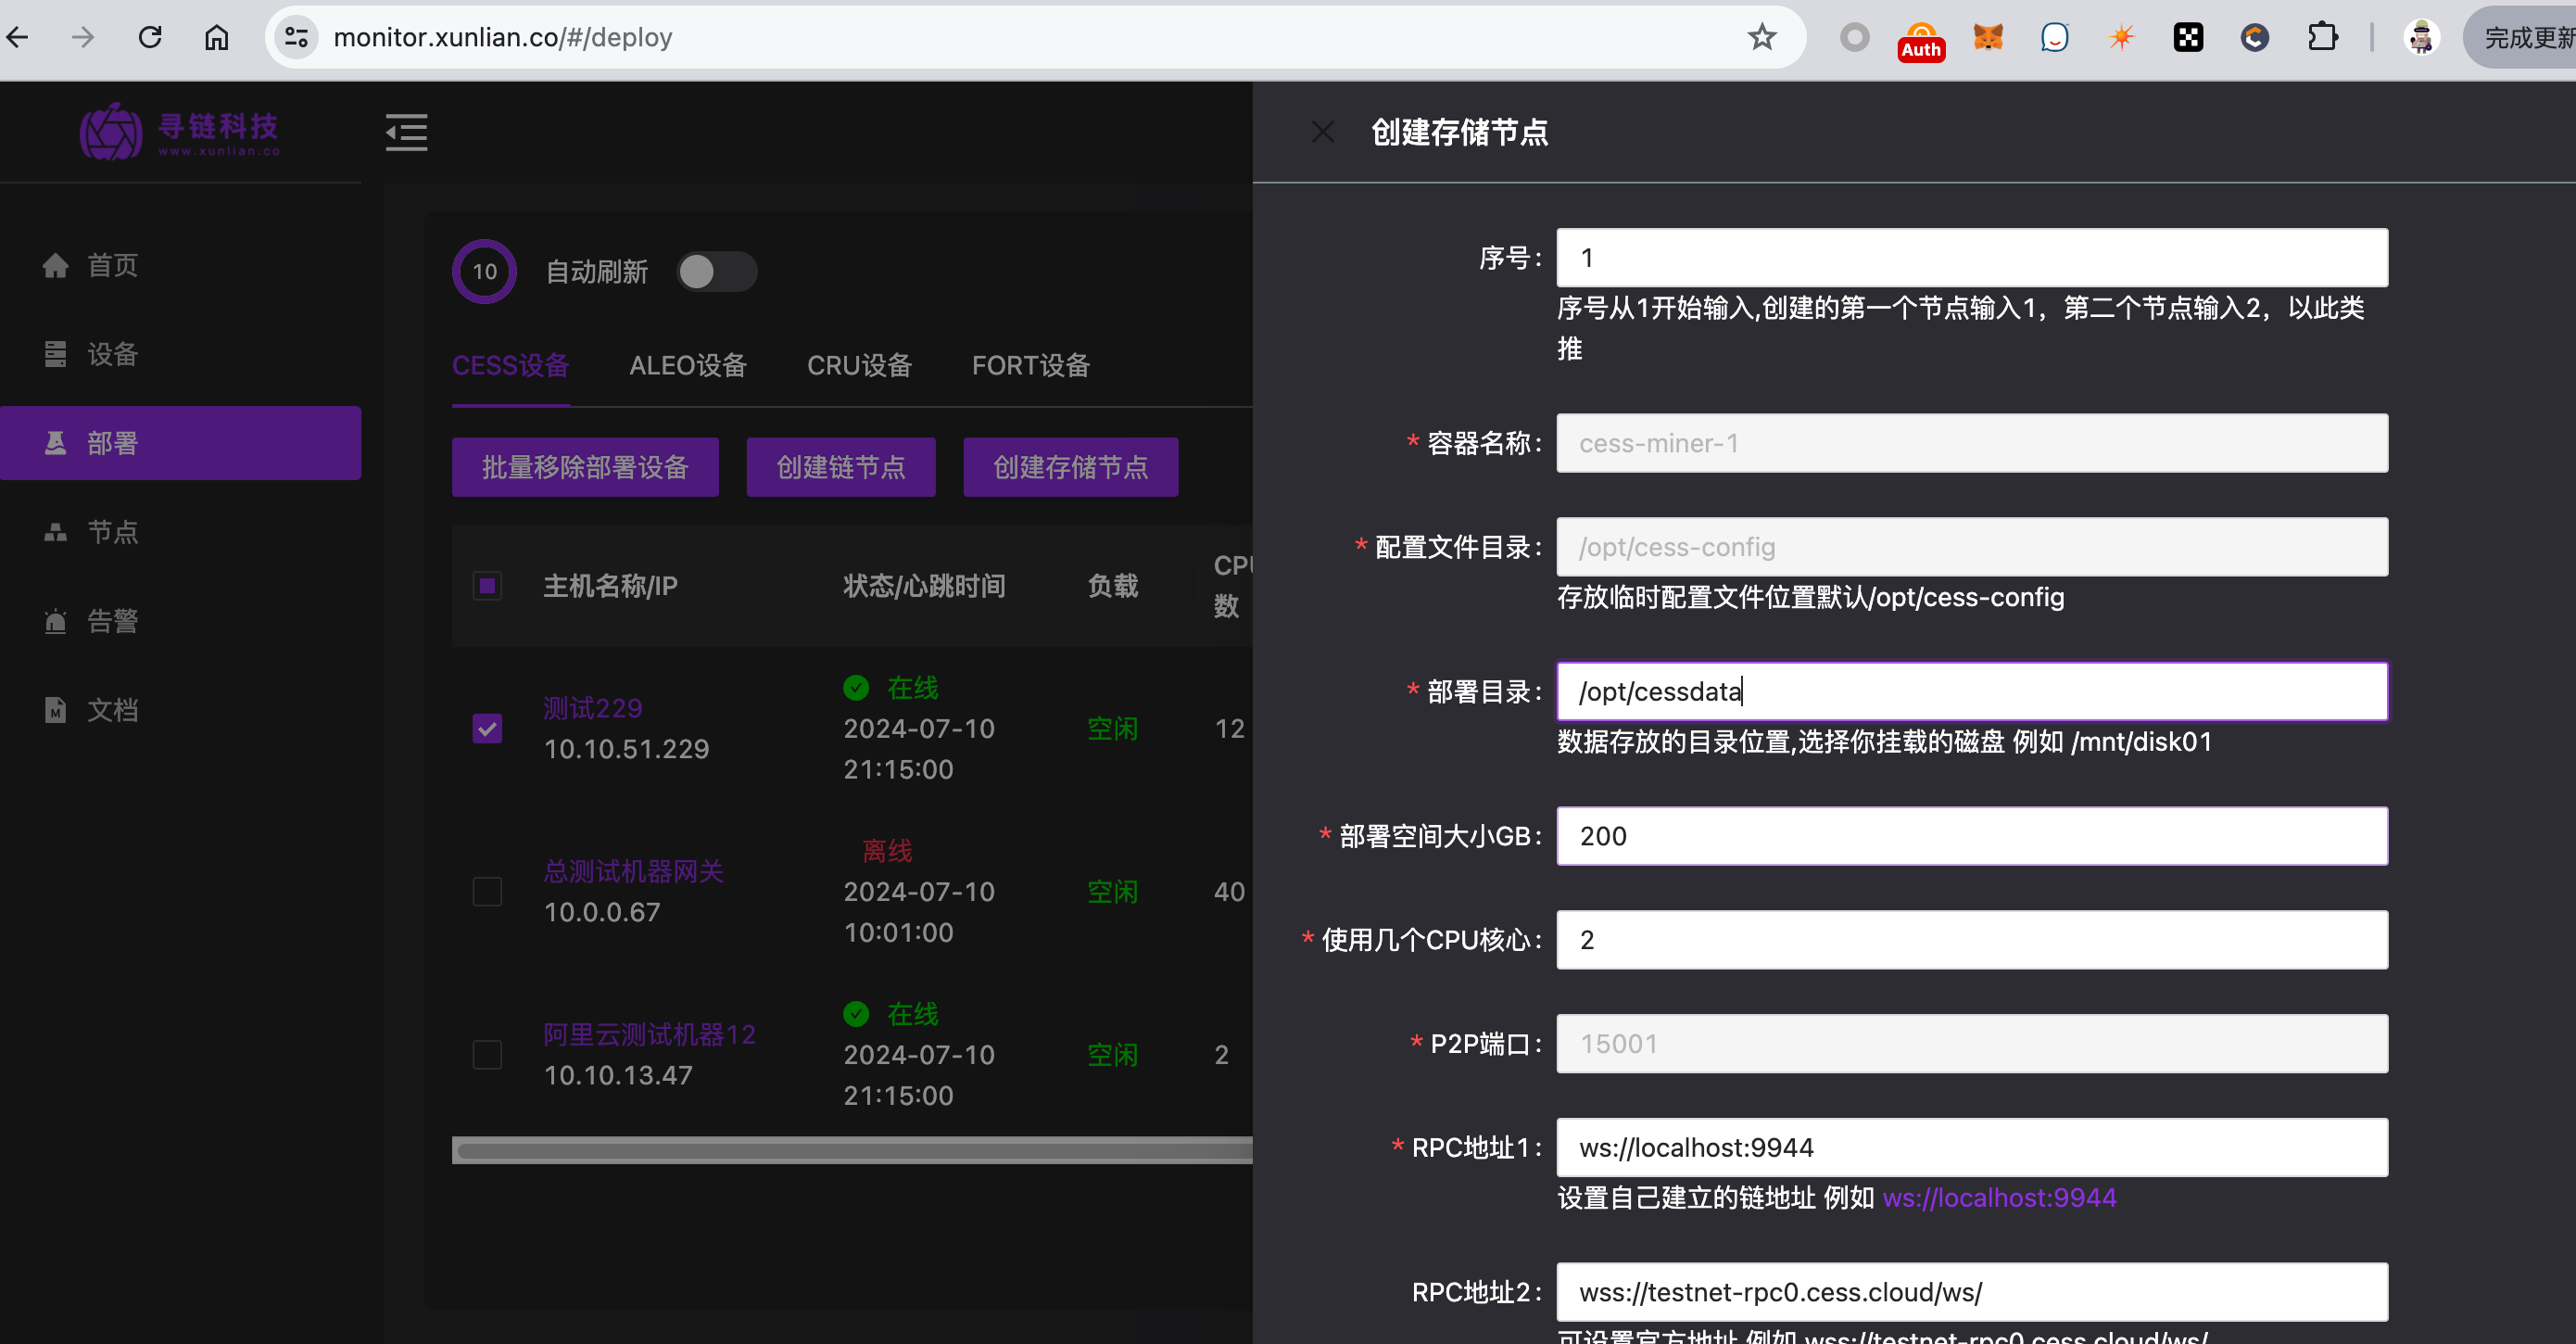 monitor.xunlian.co/#/deploy
Auth
完成更新
寻链科技
www.xunlian.co
首页
设备
部署
节点
告警
文档
10
自动刷新
CESS设备 ALEO设备 CRU设备 FORT设备
批量移除部署设备 创建链节点 创建存储节点
主机名称/IP 状态/心跳时间 负载 CPU
数
测试229
10.10.51.229
在线
2024-07-10
21:15:00
空闲
12
总测试机器网关
10.0.0.67
离线
2024-07-10
10:01:00
空闲
40
阿里云测试机器12
10.10.13.47
在线
2024-07-10
21:15:00
空闲
2
创建存储节点
序号: 1
序号从1开始输入,创建的第一个节点输入1，第二个节点输入2，以此类
推
* 容器名称: cess-miner-1
* 配置文件目录: /opt/cess-config
存放临时配置文件位置默认/opt/cess-config
* 部署目录: /opt/cessdata
数据存放的目录位置,选择你挂载的磁盘 例如 /mnt/disk01
* 部署空间大小GB: 200
* 使用几个CPU核心: 2
* P2P端口: 15001
* RPC地址1: ws://localhost:9944
设置自己建立的链地址 例如 ws://localhost:9944
RPC地址2: wss://testnet-rpc0.cess.cloud/ws/
可设置官方地址 例如 wss://testnet-rpc0.cess.cloud/ws/